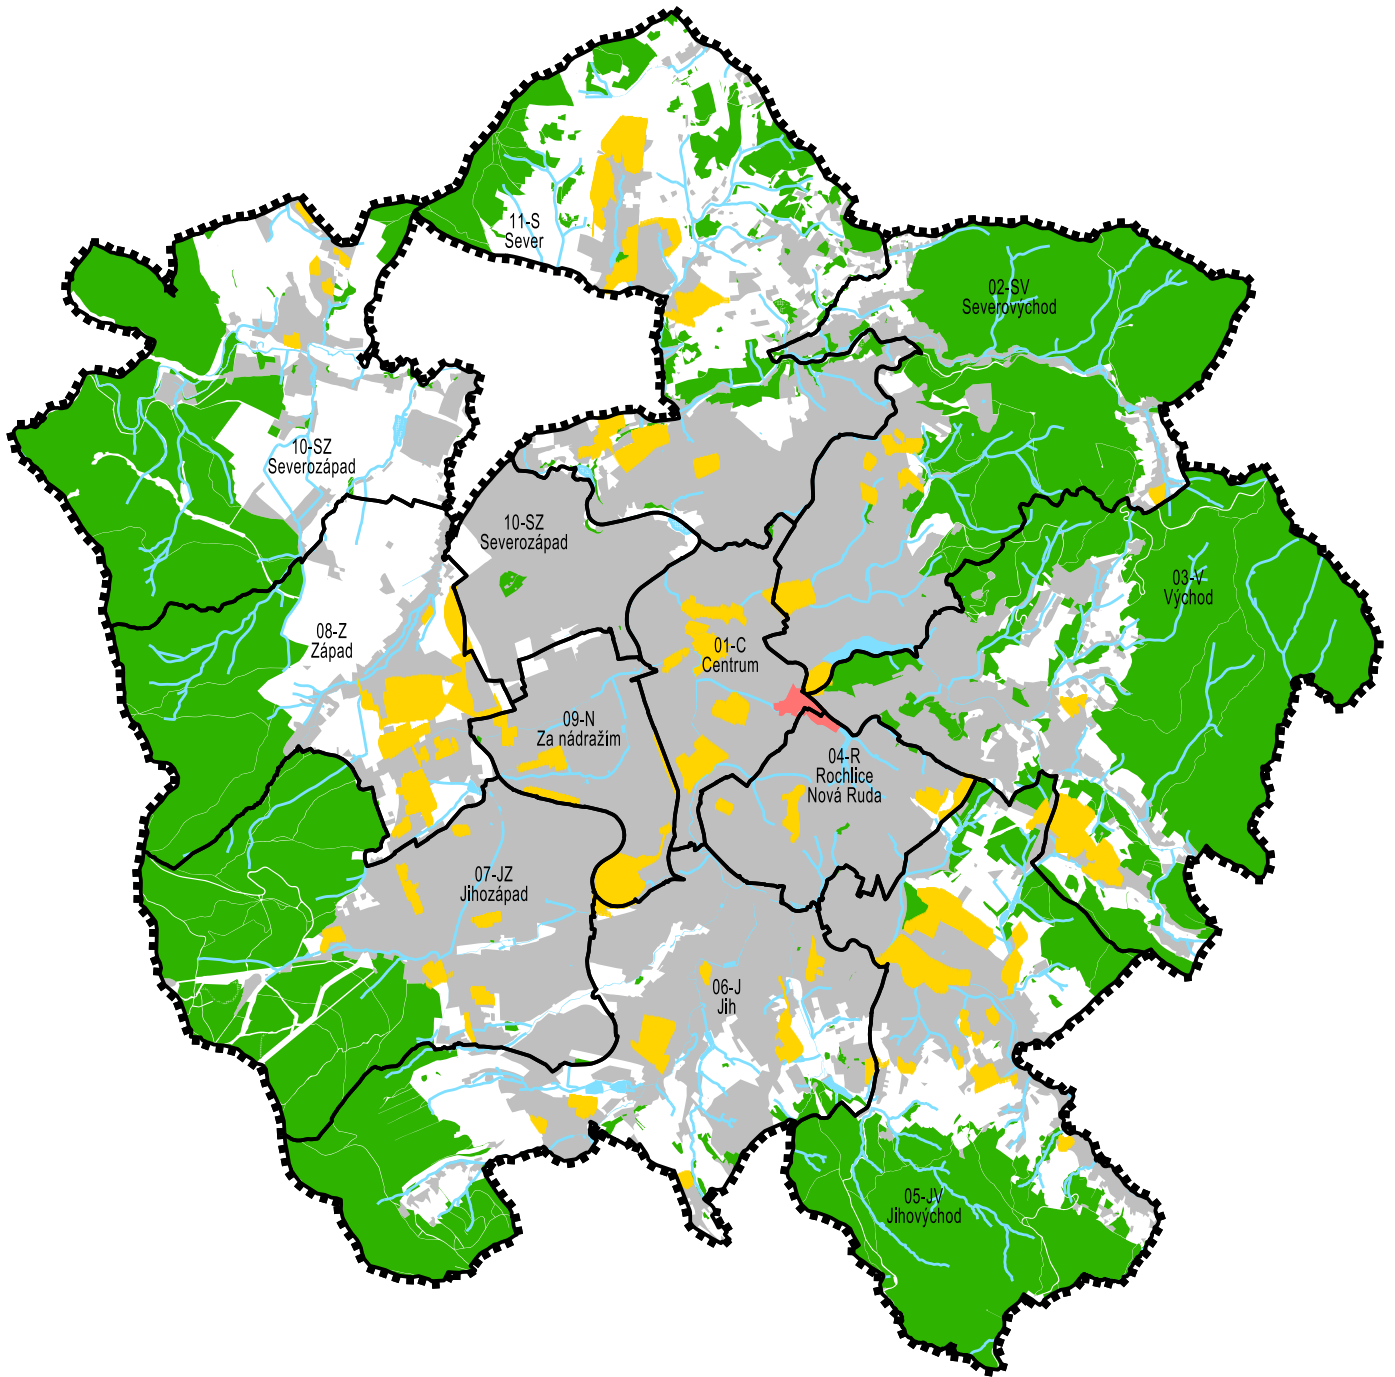 11-S
Sever
02-SV
Severovýchod
10-SZ
Severozápad
10-SZ
Severozápad
03-V
Východ
08-Z
Západ
01-C
Centrum
09-N
Za nádražím
04-R
Rochlice
Nová Ruda
07-JZ
Jihozápad
06-J
Jih
05-JV
Jihovýchod